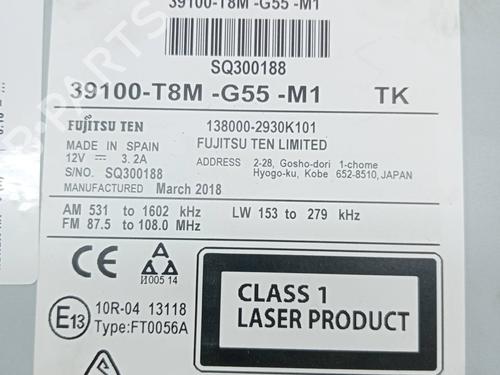 39100-T8M -G55 -M1
SQ300188
39100-T8M -G55 -M1 TK
FUJITSU TEN 138000-2930K101
MADE IN SPAIN FUJITSU TEN LIMITED
12V 3.2A ADDRESS 2-28, Gosho-dori 1-chome
S/NO. SQ300188 Hyogo-ku, Kobe 652-8510, JAPAN
MANUFACTURED March 2018
AM 531 to 1602 kHz LW 153 to 279 kHz
FM 87.5 to 108.0 MHz
CE
И005 14
E13 10R-04 13118
Type:FT0056A
CLASS 1
LASER PRODUCT